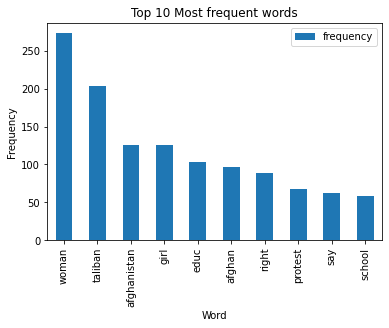 Top 10 Most frequent words
frequency
Frequency
250
200
150
100
50
0
woman
taliban
afghanistan
girl
educ
afghan
right
protest
say
school
Word